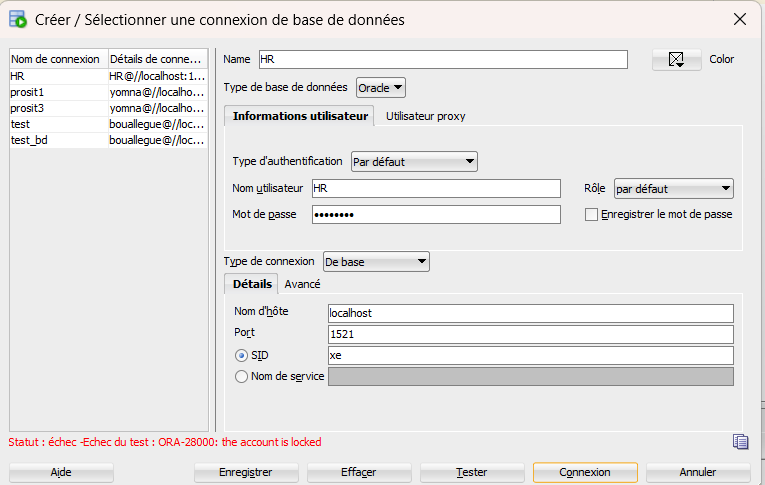 Créer / Sélectionner une connexion de base de données
Nom de connexion Détails de conne...
HR HR@//localhost:1...
prosit1 yomna@//localho...
prosit3 yomna@//localho...
test bouallegue@//loc...
test_bd bouallegue@//loc...
Name HR Color
Type de base de données Oracle
Informations utilisateur Utilisateur proxy
Type d'authentification Par défaut
Nom utilisateur HR Rôle par défaut
Mot de passe •••••••• Enregistrer le mot de passe
Type de connexion De base
Détails Avancé
Nom d'hôte localhost
Port 1521
SID xe
Nom de service
Statut : échec -Echec du test : ORA-28000: the account is locked
Aide Enregistrer Effacer Tester Connexion Annuler